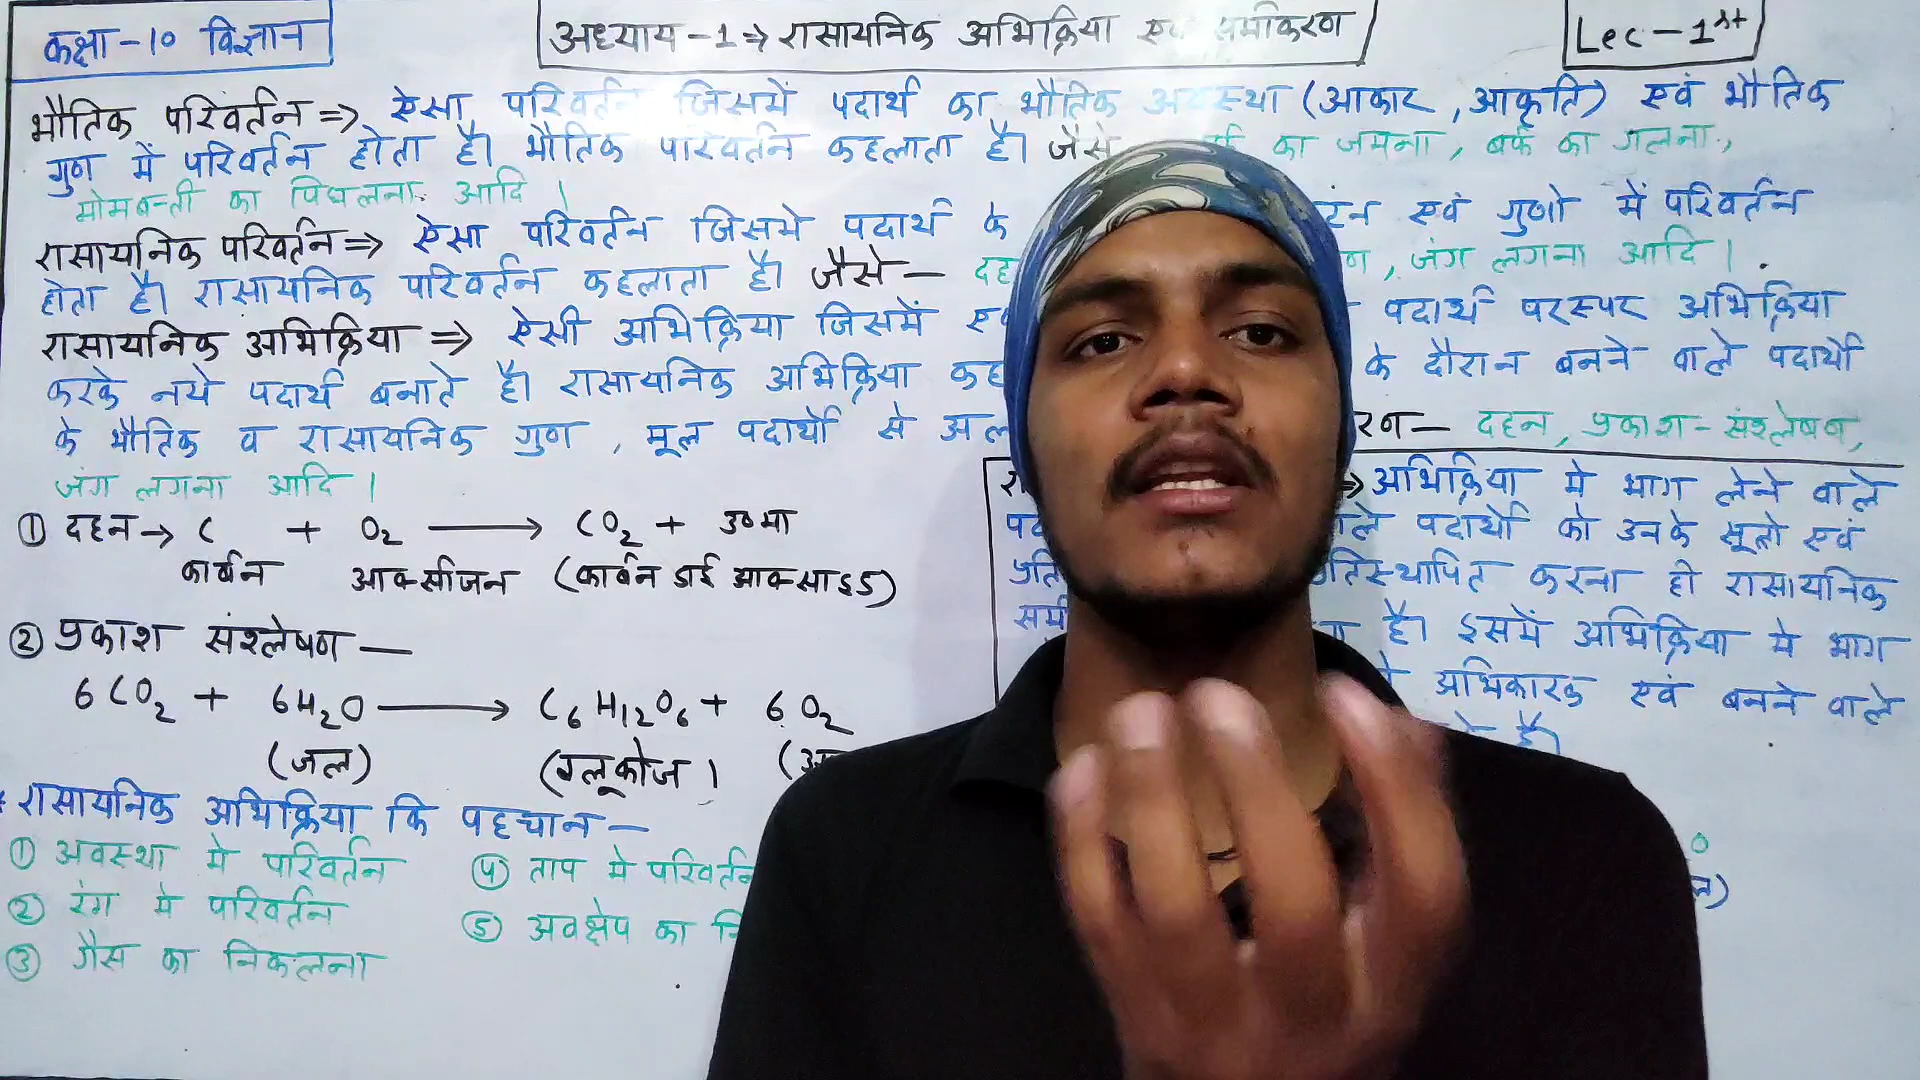 कक्षा -10 विज्ञान
अध्याय -1 ⇒ रासायनिक अभिक्रिया एवं समीकरण
Lec - 1st
भौतिक परिवर्तन ⇒ ऐसा परिवर्तन जिसमें पदार्थ का भौतिक अवस्था (आकार, आकृति) एवं भौतिक
गुण में परिवर्तन होता है। भौतिक परिवर्तन कहलाता है। जैसे का जमना, बर्फ का गलना,
मोमबत्ती का पिघलना आदि।
रासायनिक परिवर्तन ⇒ ऐसा परिवर्तन जिसमे पदार्थ के एवं गुणो में परिवर्तन
होता है। रासायनिक परिवर्तन कहलाता है। जैसे - जंग लगना आदि।
रासायनिक अभिक्रिया ⇒ ऐसी अभिक्रिया जिसमें पदार्थ परस्पर अभिक्रिया
करके नये पदार्थ बनाते है। रासायनिक अभिक्रिया के दौरान बनने वाले पदार्थो
के भौतिक व रासायनिक गुण, मूल पदार्थो से - दहन, प्रकाश-संश्लेषण,
जंग लगना आदि।
① दहन → C + O₂ → CO₂ + उष्मा
कार्बन आक्सीजन (कार्बन डाई आक्साइड)
② प्रकाश संश्लेषण —
6CO₂ + 6H₂O → C₆H₁₂O₆ + 6O₂
(जल) (ग्लूकोज)
* रासायनिक अभिक्रिया कि पहचान —
① अवस्था मे परिवर्तन
② रंग मे परिवर्तन
③ गैस का निकलना
④ ताप मे परिवर्तन
⑤ अवक्षेप का
⇒ अभिक्रिया मे भाग लेने वाले
पदार्थो को उनके सूत्रो एवं
करना ही रासायनिक
है। इसमें अभिक्रिया मे भाग
अभिकारक एवं बनने वाले
है।